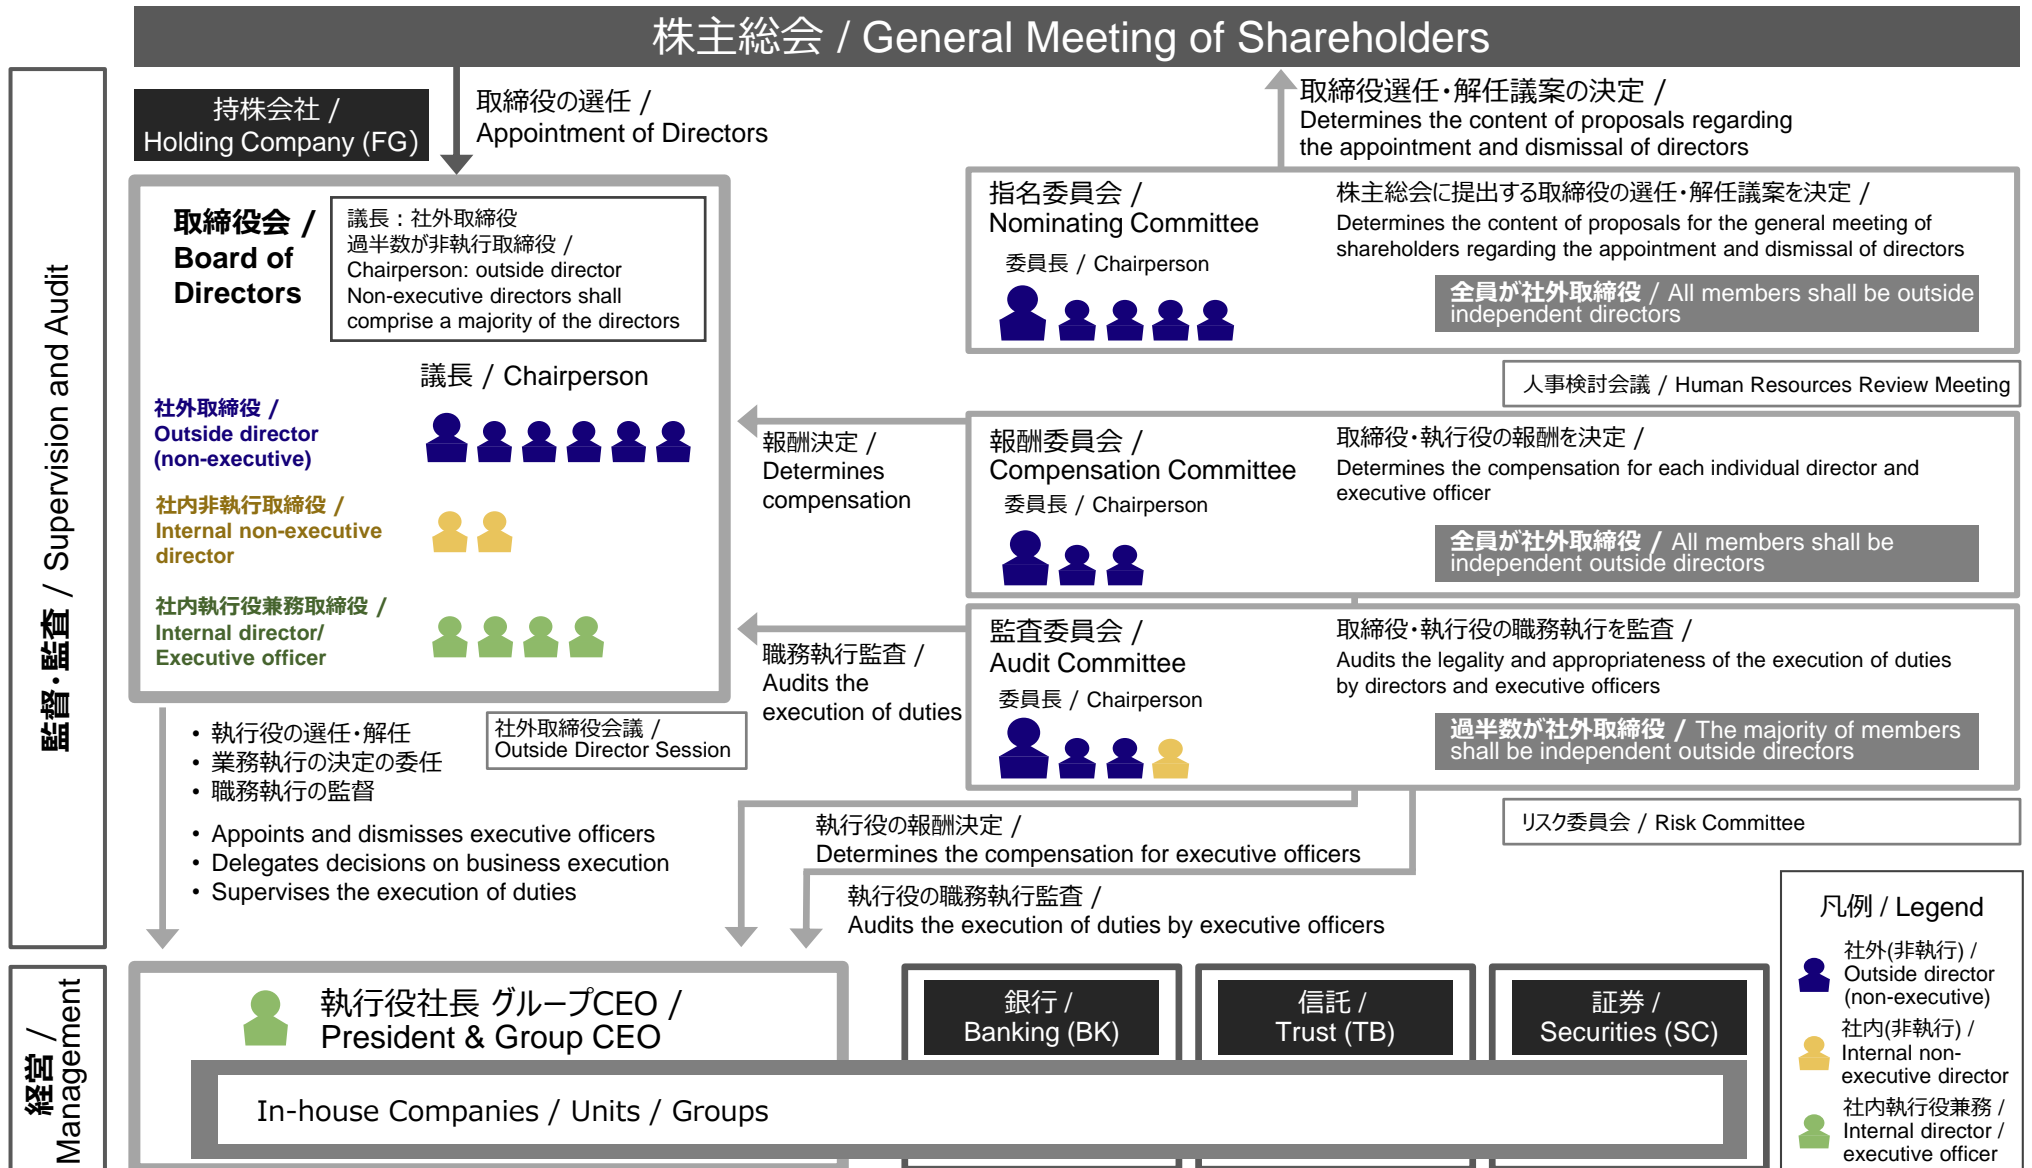 株主総会 / General Meeting of Shareholders
監督・監査 / Supervision and Audit
持株会社 /
Holding Company (FG)
取締役の選任 /
Appointment of Directors
取締役選任・解任議案の決定 /
Determines the content of proposals regarding
the appointment and dismissal of directors
取締役会 /
Board of
Directors
議長：社外取締役
過半数が非執行取締役 /
Chairperson: outside director
Non-executive directors shall
comprise a majority of the directors
議長 / Chairperson
社外取締役 /
Outside director
(non-executive)
社内非執行取締役 /
Internal non-executive
director
社内執行役兼務取締役 /
Internal director/
Executive officer
指名委員会 /
Nominating Committee
委員長 / Chairperson
株主総会に提出する取締役の選任・解任議案を決定 /
Determines the content of proposals for the general meeting of
shareholders regarding the appointment and dismissal of directors
全員が社外取締役 / All members shall be outside
independent directors
人事検討会議 / Human Resources Review Meeting
報酬決定 /
Determines
compensation
報酬委員会 /
Compensation Committee
委員長 / Chairperson
取締役・執行役の報酬を決定 /
Determines the compensation for each individual director and
executive officer
全員が社外取締役 / All members shall be
independent outside directors
職務執行監査 /
Audits the
execution of duties
監査委員会 /
Audit Committee
委員長 / Chairperson
取締役・執行役の職務執行を監査 /
Audits the legality and appropriateness of the execution of duties
by directors and executive officers
過半数が社外取締役 / The majority of members
shall be independent outside directors
リスク委員会 / Risk Committee
社外取締役会議 /
Outside Director Session
• 執行役の選任・解任
• 業務執行の決定の委任
• 職務執行の監督
• Appoints and dismisses executive officers
• Delegates decisions on business execution
• Supervises the execution of duties
執行役の報酬決定 /
Determines the compensation for executive officers
執行役の職務執行監査 /
Audits the execution of duties by executive officers
凡例 / Legend
社外(非執行) /
Outside director
(non-executive)
社内(非執行) /
Internal non-
executive director
社内執行役兼務 /
Internal director /
executive officer
経営 /
Management
執行役社長 グループCEO /
President & Group CEO
銀行 /
Banking (BK)
信託 /
Trust (TB)
証券 /
Securities (SC)
In-house Companies / Units / Groups